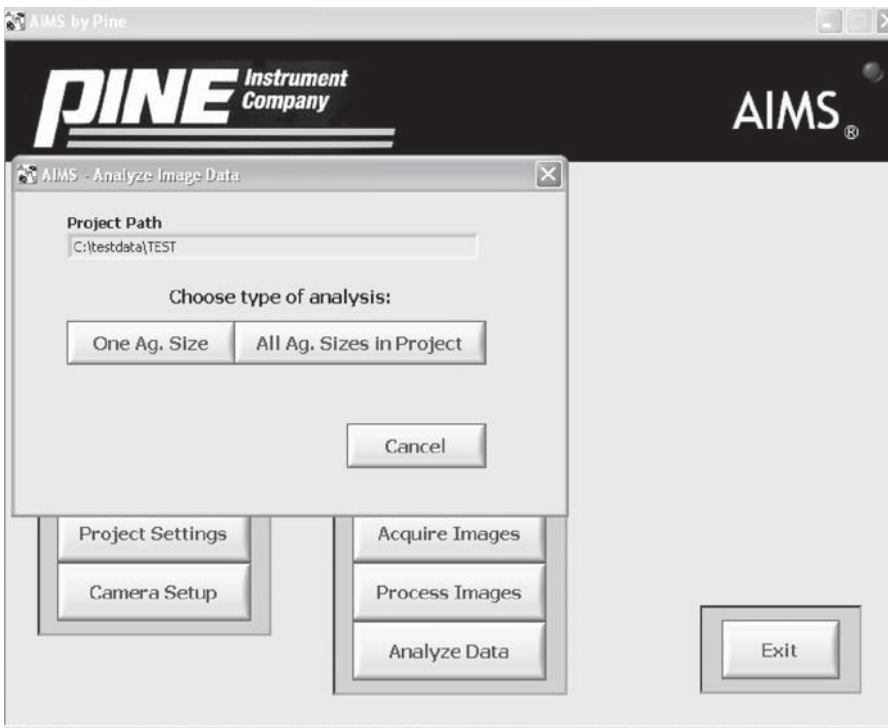 AIMS by Pine
PINE Instrument Company
AIMS®
AIMS - Analyze Image Data
Project Path
C:\testdata\TEST
Choose type of analysis:
One Ag. Size
All Ag. Sizes in Project
Cancel
Project Settings
Acquire Images
Camera Setup
Process Images
Analyze Data
Exit